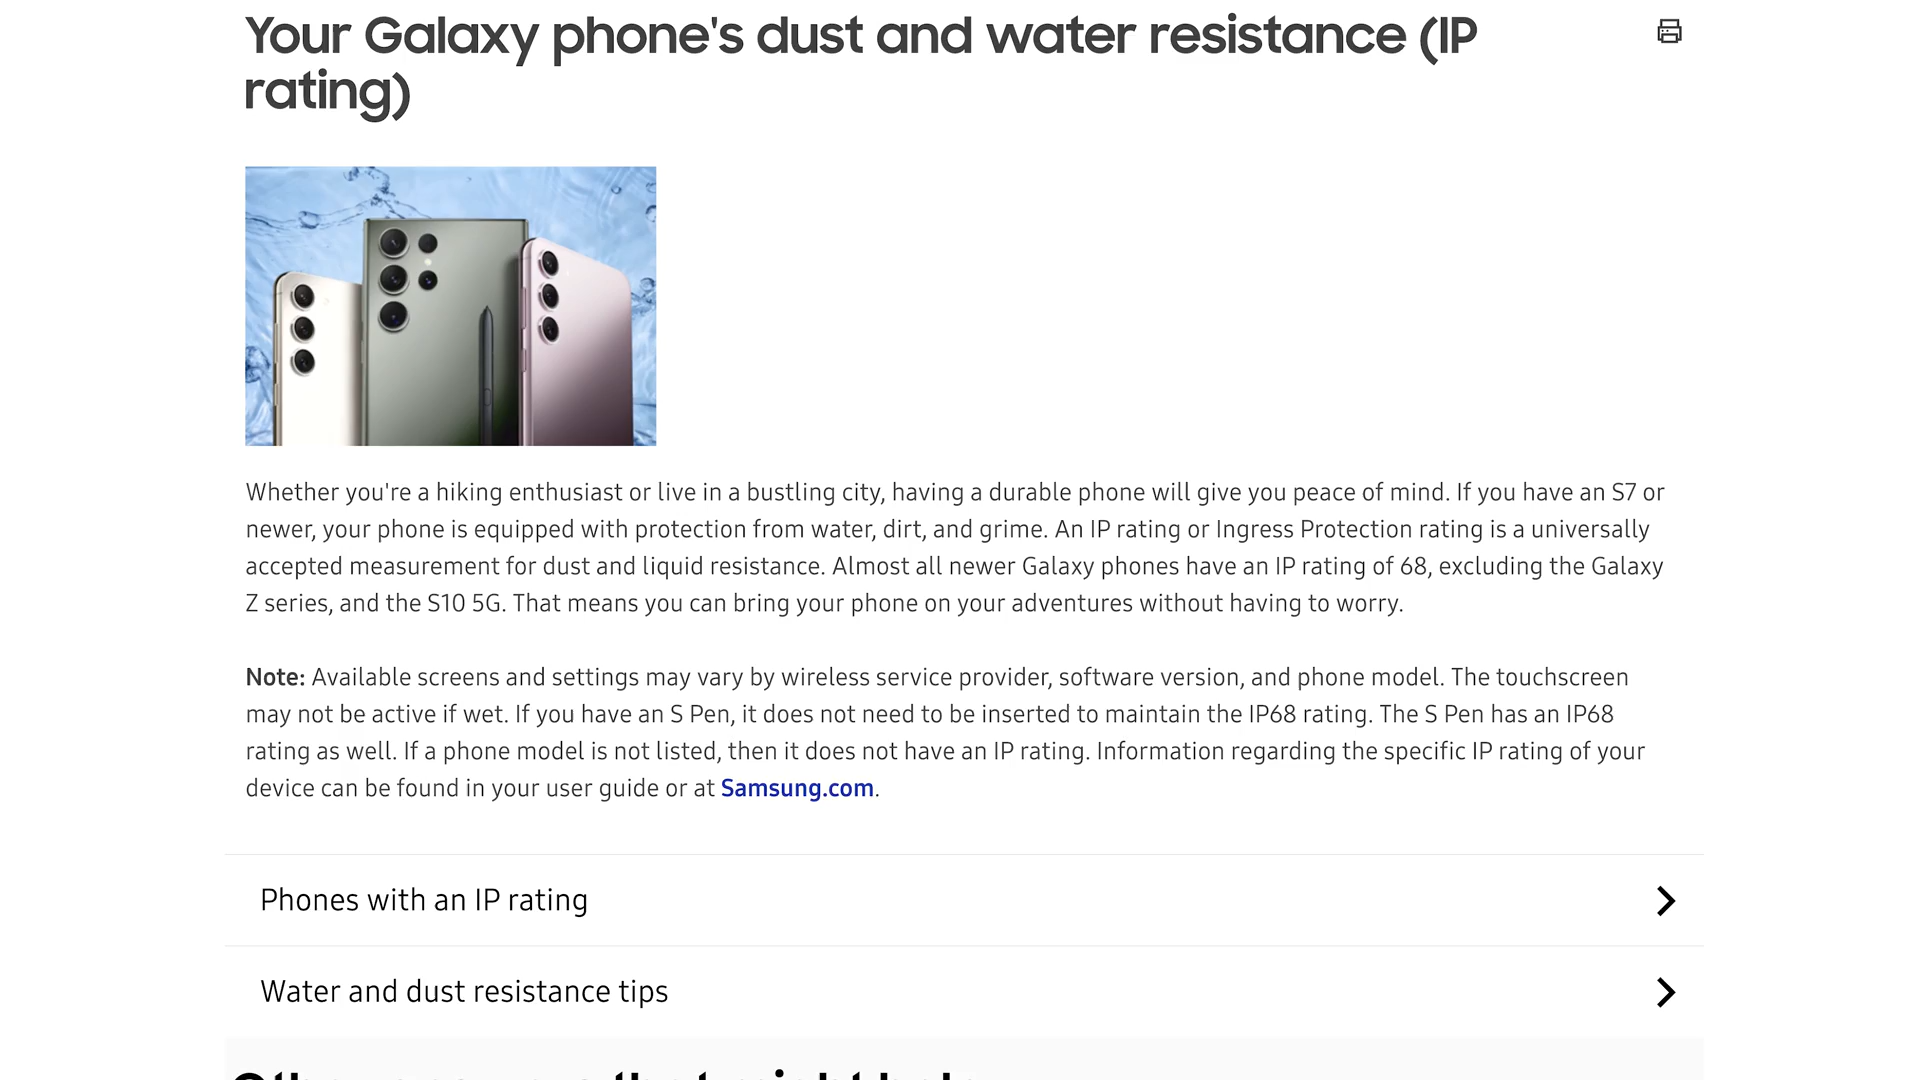 Your Galaxy phone's dust and water resistance (IP
rating)
Whether you're a hiking enthusiast or live in a bustling city, having a durable phone will give you peace of mind. If you have an S7 or
newer, your phone is equipped with protection from water, dirt, and grime. An IP rating or Ingress Protection rating is a universally
accepted measurement for dust and liquid resistance. Almost all newer Galaxy phones have an IP rating of 68, excluding the Galaxy
Z series, and the S10 5G. That means you can bring your phone on your adventures without having to worry.
Note: Available screens and settings may vary by wireless service provider, software version, and phone model. The touchscreen
may not be active if wet. If you have an S Pen, it does not need to be inserted to maintain the IP68 rating. The S Pen has an IP68
rating as well. If a phone model is not listed, then it does not have an IP rating. Information regarding the specific IP rating of your
device can be found in your user guide or at Samsung.com.
Phones with an IP rating
Water and dust resistance tips